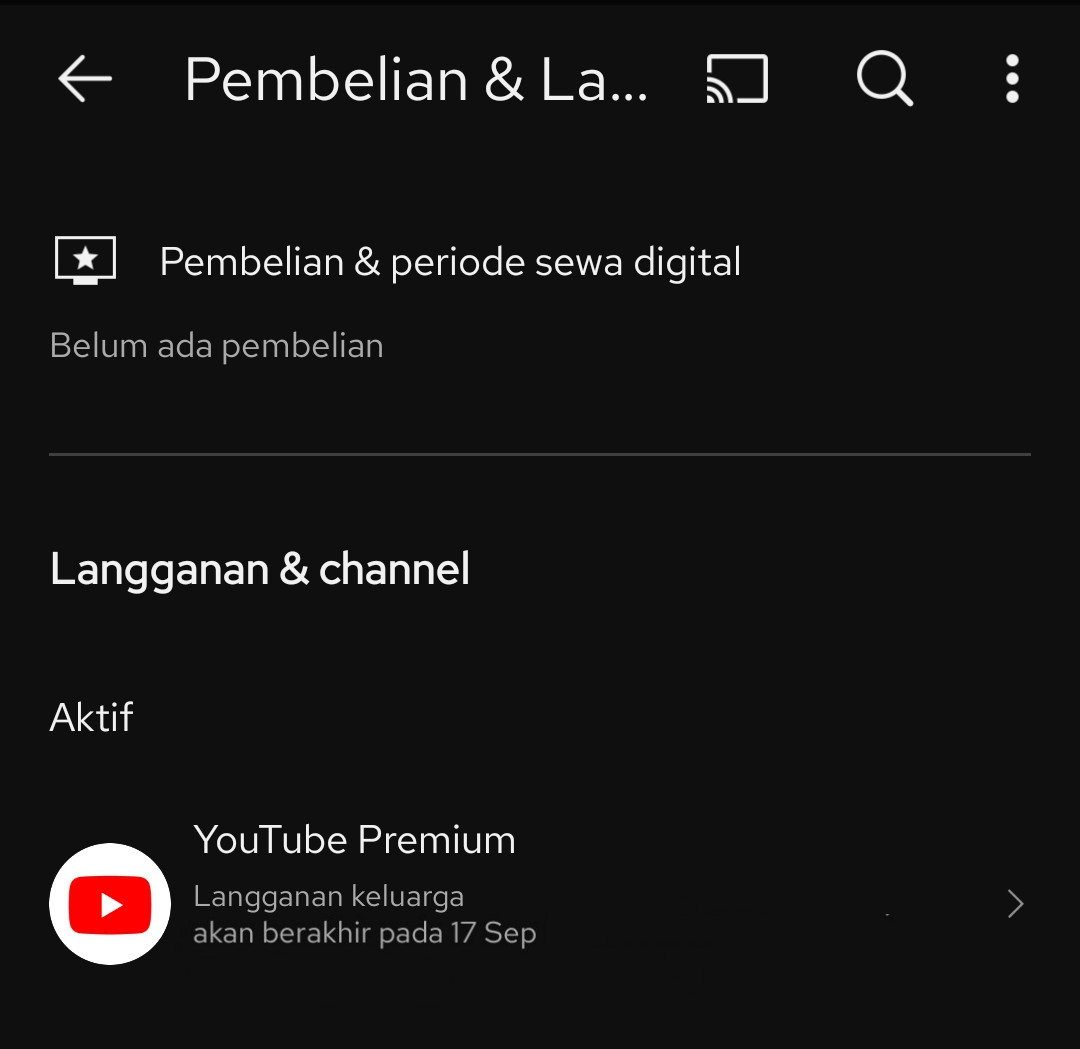 Pembelian & La...
Pembelian & periode sewa digital
Belum ada pembelian
Langganan & channel
Aktif
YouTube Premium
Langganan keluarga
akan berakhir pada 17 Sep